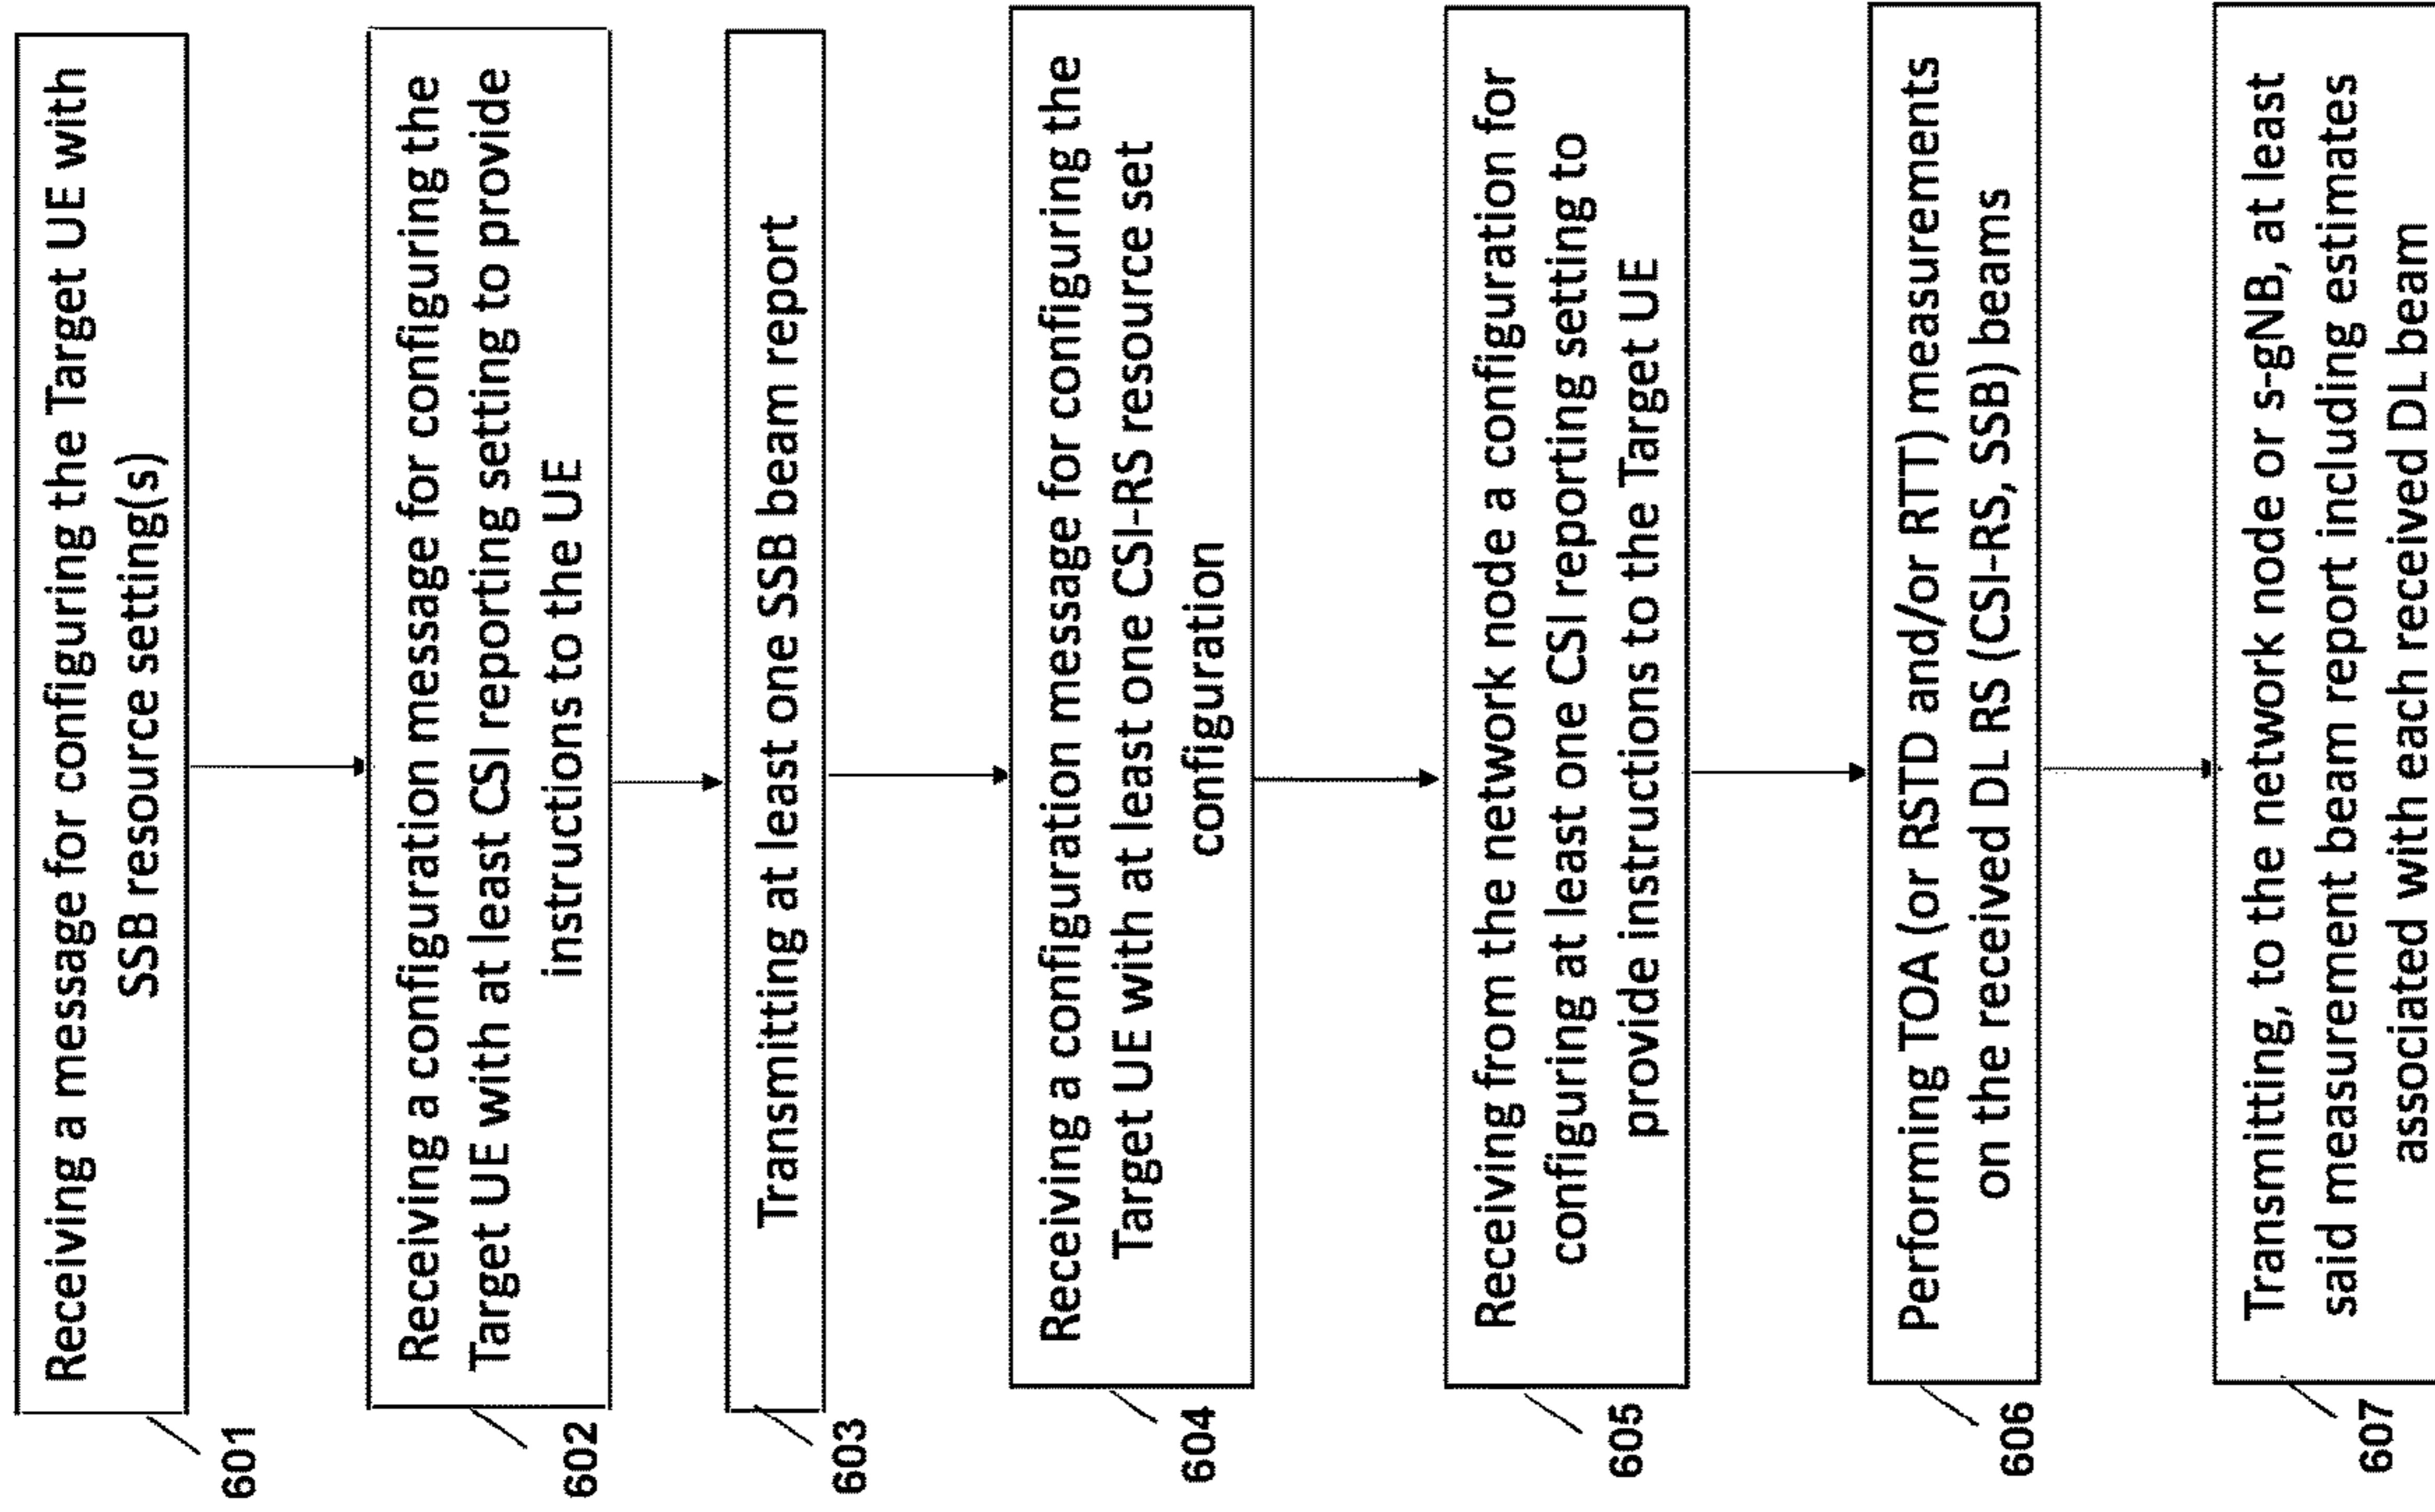 601
Receiving a message for configuring the Target UE with
SSB resource setting(s)
602
Receiving a configuration message for configuring the
Target UE with at least CSI reporting setting to provide
instructions to the UE
603
Transmitting at least one SSB beam report
604
Receiving a configuration message for configuring the
Target UE with at least one CSI-RS resource set
configuration
605
Receiving from the network node a configuration for
configuring at least one CSI reporting setting to
provide instructions to the Target UE
606
Performing TOA (or RSTD and/or RTT) measurements
on the received DL RS (CSI-RS, SSB) beams
607
Transmitting, to the network node or s-gNB, at least
said measurement beam report including estimates
associated with each received DL beam